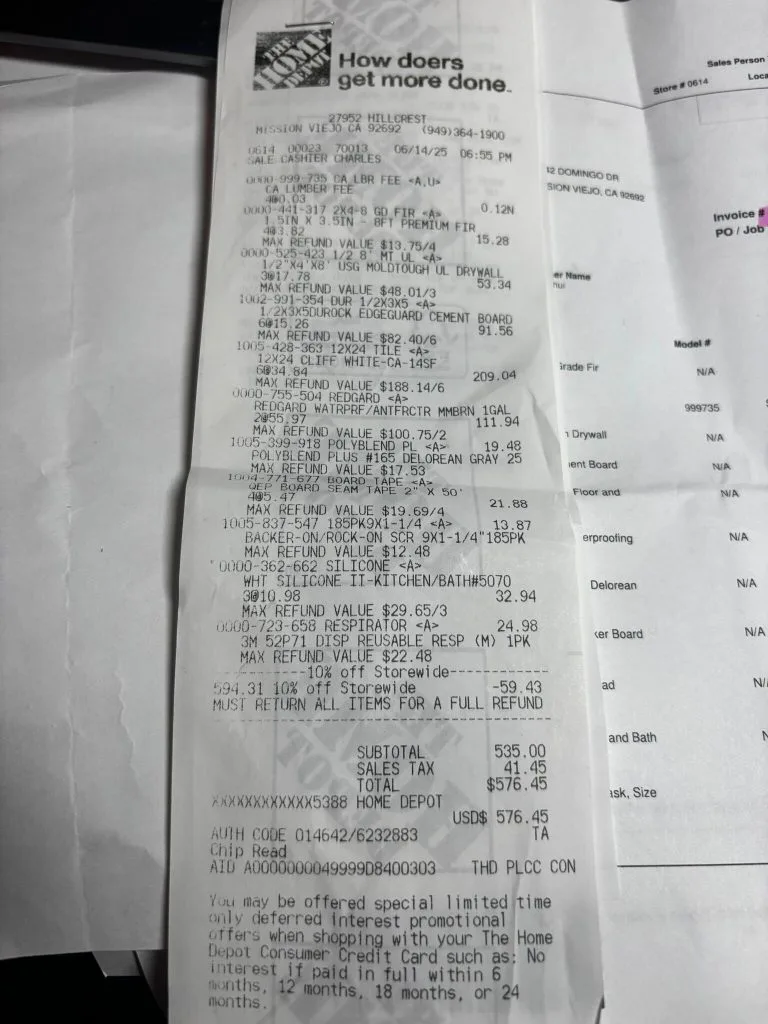 THE
HOME
DEPOT
How doers
get more done.
27952 HILLCREST
MISSION VIEJO CA 92692 (949)364-1900
0614 00023 70013 06/14/25 06:55 PM
SALE CASHIER CHARLES
0000-999-735 CA LBR FEE <A,U>
CA LUMBER FEE
4@0.03 0.12N
0000-441-317 2X4-8 GD FIR <A>
1.5IN X 3.5IN - 8FT PREMIUM FIR
4@3.82 15.28
MAX REFUND VALUE $13.75/4
0000-525-423 1/2 8' MT UL <A>
1/2"X4'X8' USG MOLDTOUGH UL DRYWALL
3@17.78 53.34
MAX REFUND VALUE $48.01/3
1002-991-354 DUR 1/2X3X5 <A>
1/2X3X5DUROCK EDGEGUARD CEMENT BOARD
6@15.26 91.56
MAX REFUND VALUE $82.40/6
1005-428-363 12X24 TILE <A>
12X24 CLIFF WHITE-CA-14SF
6@34.84 209.04
MAX REFUND VALUE $188.14/6
0000-755-504 REDGARD <A>
REDGARD WATRPRF/ANTFRCTR MMBRN 1GAL
2@55.97 111.94
MAX REFUND VALUE $100.75/2
1005-399-918 POLYBLEND PL <A> 19.48
POLYBLEND PLUS #165 DELOREAN GRAY 25
MAX REFUND VALUE $17.53
1004-771-677 BOARD TAPE <A>
QEP BOARD SEAM TAPE 2" X 50'
4@5.47 21.88
MAX REFUND VALUE $19.69/4
1005-837-547 185PK9X1-1/4 <A> 13.87
BACKER-ON/ROCK-ON SCR 9X1-1/4"185PK
MAX REFUND VALUE $12.48
0000-362-662 SILICONE <A>
WHT SILICONE II-KITCHEN/BATH#5070
3@10.98 32.94
MAX REFUND VALUE $29.65/3
0000-723-658 RESPIRATOR <A> 24.98
3M 52P71 DISP REUSABLE RESP (M) 1PK
MAX REFUND VALUE $22.48
----------10% off Storewide----------
594.31 10% off Storewide -59.43
MUST RETURN ALL ITEMS FOR A FULL REFUND
SUBTOTAL 535.00
SALES TAX 41.45
TOTAL $576.45
XXXXXXXXXXXX5388 HOME DEPOT
USD$ 576.45
AUTH CODE 014642/6232883 TA
Chip Read
AID A0000000049999D8400303 THD PLCC CON
You may be offered special limited time
only deferred interest promotional
offers when shopping with your The Home
Depot Consumer Credit Card such as: No
interest if paid in full within 6
months, 12 months, 18 months, or 24
months.
Sales Person
Store # 0614 Loca
12 DOMINGO DR
SION VIEJO, CA 92692
Invoice #
PO / Job
er Name
Model #
Grade Fir N/A
999735
Drywall N/A
ent Board N/A
Floor and N/A
erproofing N/A
Delorean N/A
ker Board N/A
ad N/
and Bath N
ask, Size